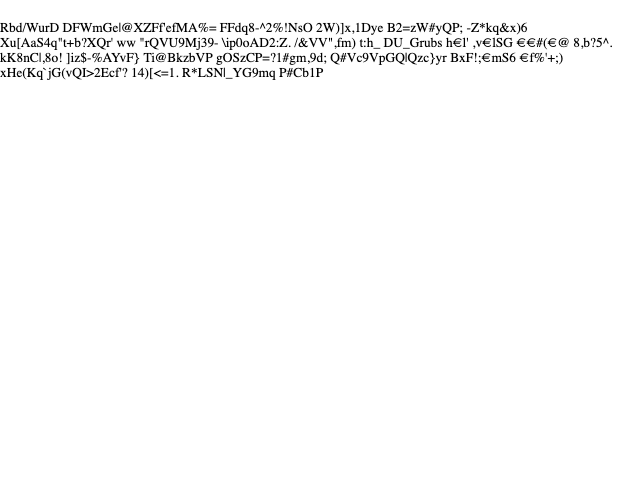 Rbd/WurD DFWmGe|@XZFf'efMA%= FFdq8-^2%!NsO 2W)]x,1Dye B2=zW#yQP; -Z*kq&x)6
Xu[AaS4q"t+b?XQr' ww "rQVU9Mj39- \ip0oAD2:Z. /&VV",fm) t:h_ DU_Grubs h€l' ,v€lSG €€#(€@ 8,b?5^.
kK8nC|,8o! ]iz$-%AYvF} Ti@BkzbVP gOSzCP=?1#gm,9d; Q#Vc9VpGQ|Qzc}yr BxF!;€mS6 €f%'+;)
xHe(Kq`jG(vQI>2Ecf'? 14)[<=1. R*LSN|_YG9mq P#Cb1P